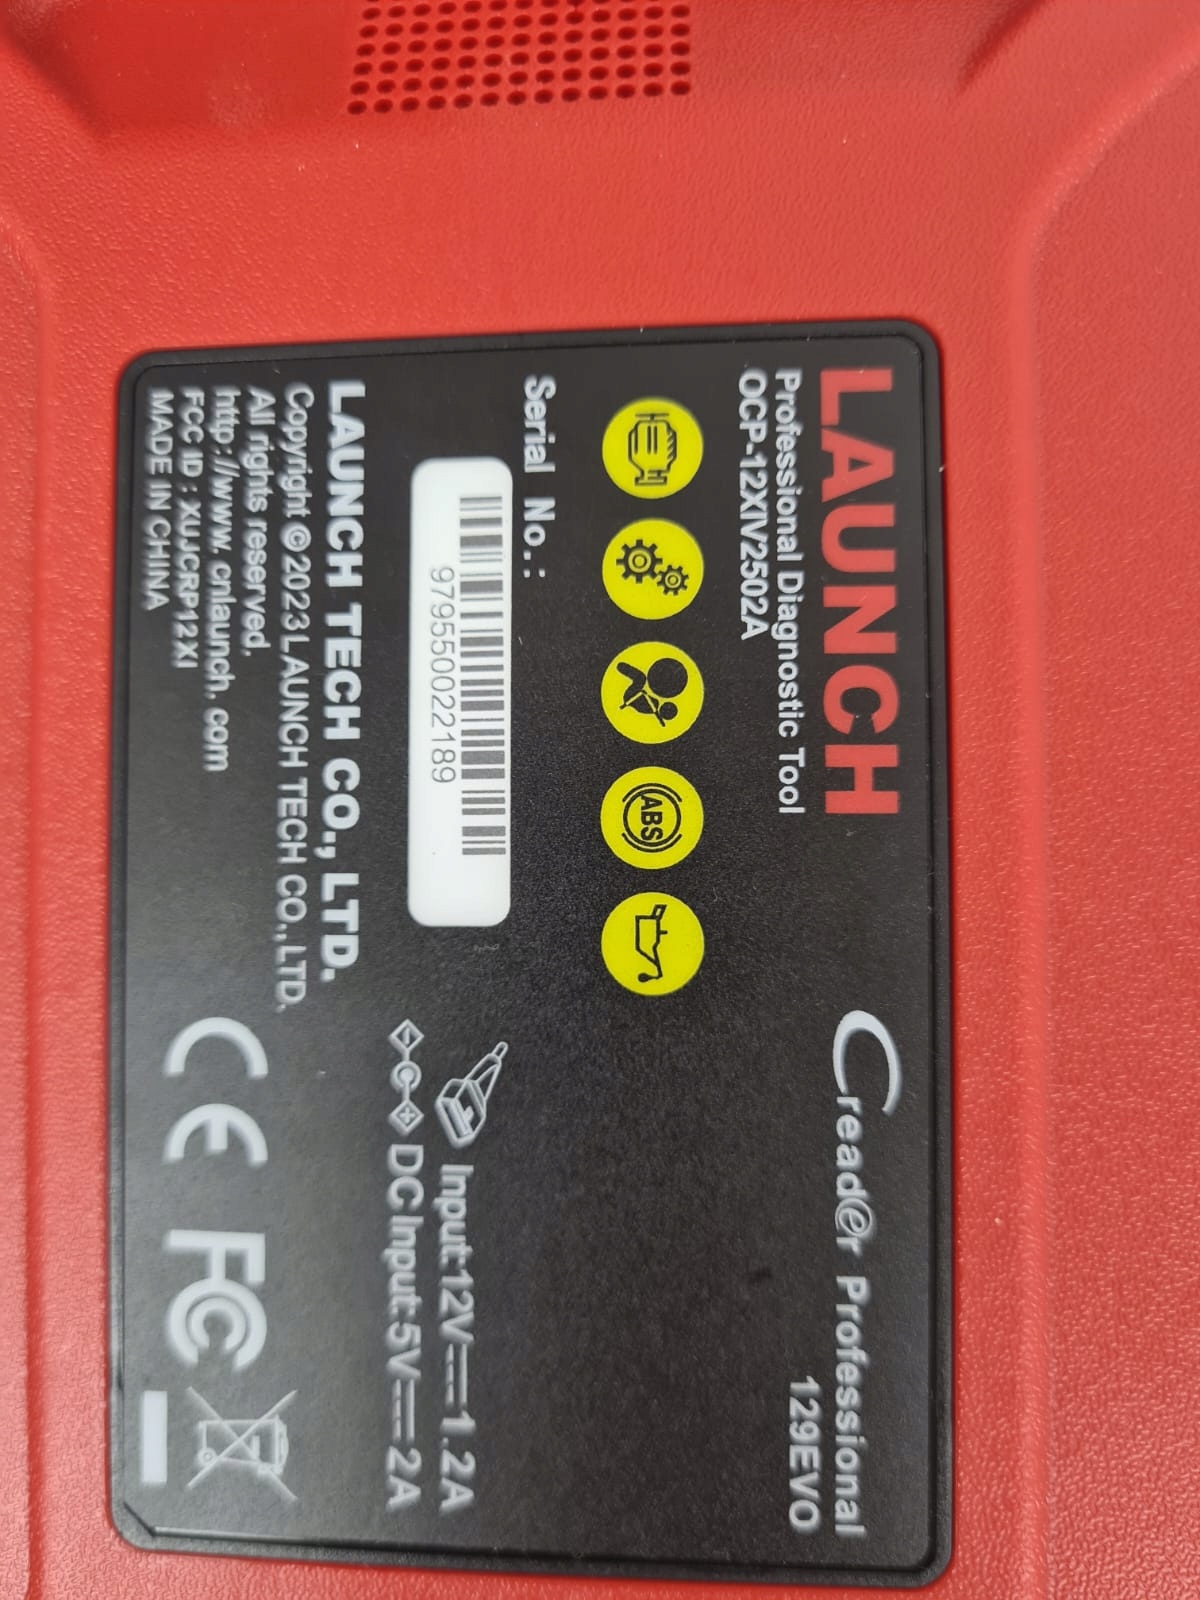 LAUNCH
Professional Diagnostic Tool
OCP-12XIV2502A
Creader Professional
129EVO
ABS
Serial No.:
979550022189
Input:12V⎓1.2A
DC Input:5V⎓2A
LAUNCH TECH CO., LTD.
Copyright ©2023 LAUNCH TECH CO., LTD.
All rights reserved.
http://www.cnlaunch.com
FCC ID : XUJCRP12XI
MADE IN CHINA
CE FC